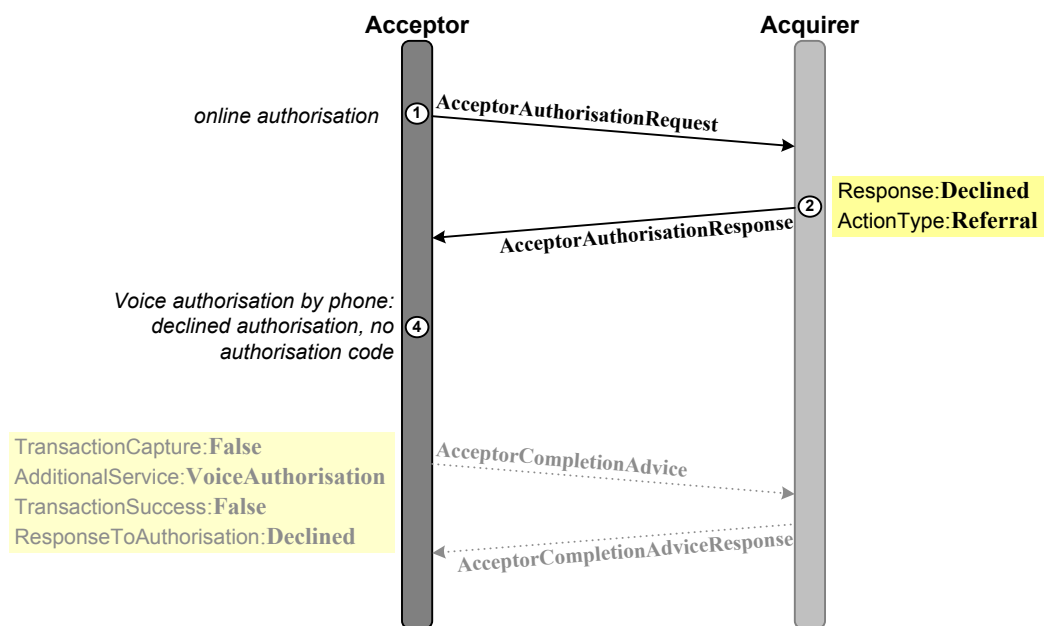 Acceptor
Acquirer
online authorisation
1
AcceptorAuthorisationRequest
2
Response:Declined
ActionType:Referral
AcceptorAuthorisationResponse
Voice authorisation by phone:
declined authorisation, no
authorisation code
4
TransactionCapture:False
AdditionalService:VoiceAuthorisation
TransactionSuccess:False
ResponseToAuthorisation:Declined
AcceptorCompletionAdvice
AcceptorCompletionAdviceResponse